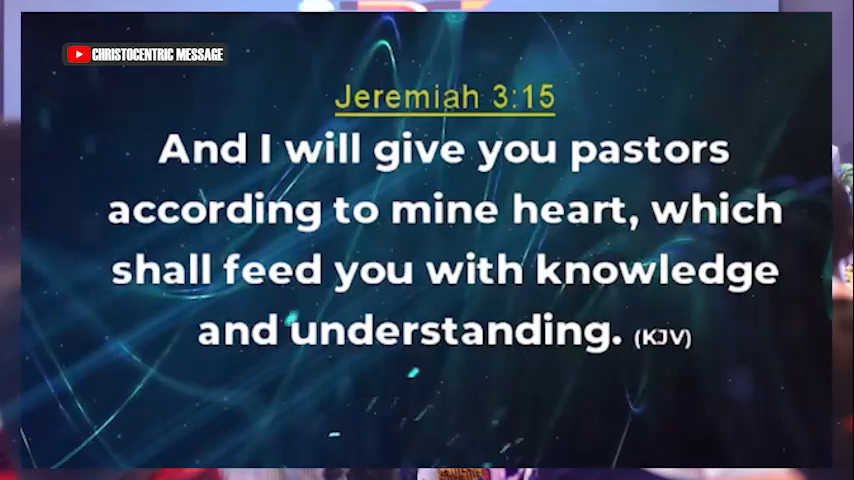 CHRISTOCENTRIC MESSAGE
Jeremiah 3:15
And I will give you pastors
according to mine heart, which
shall feed you with knowledge
and understanding. (KJV)